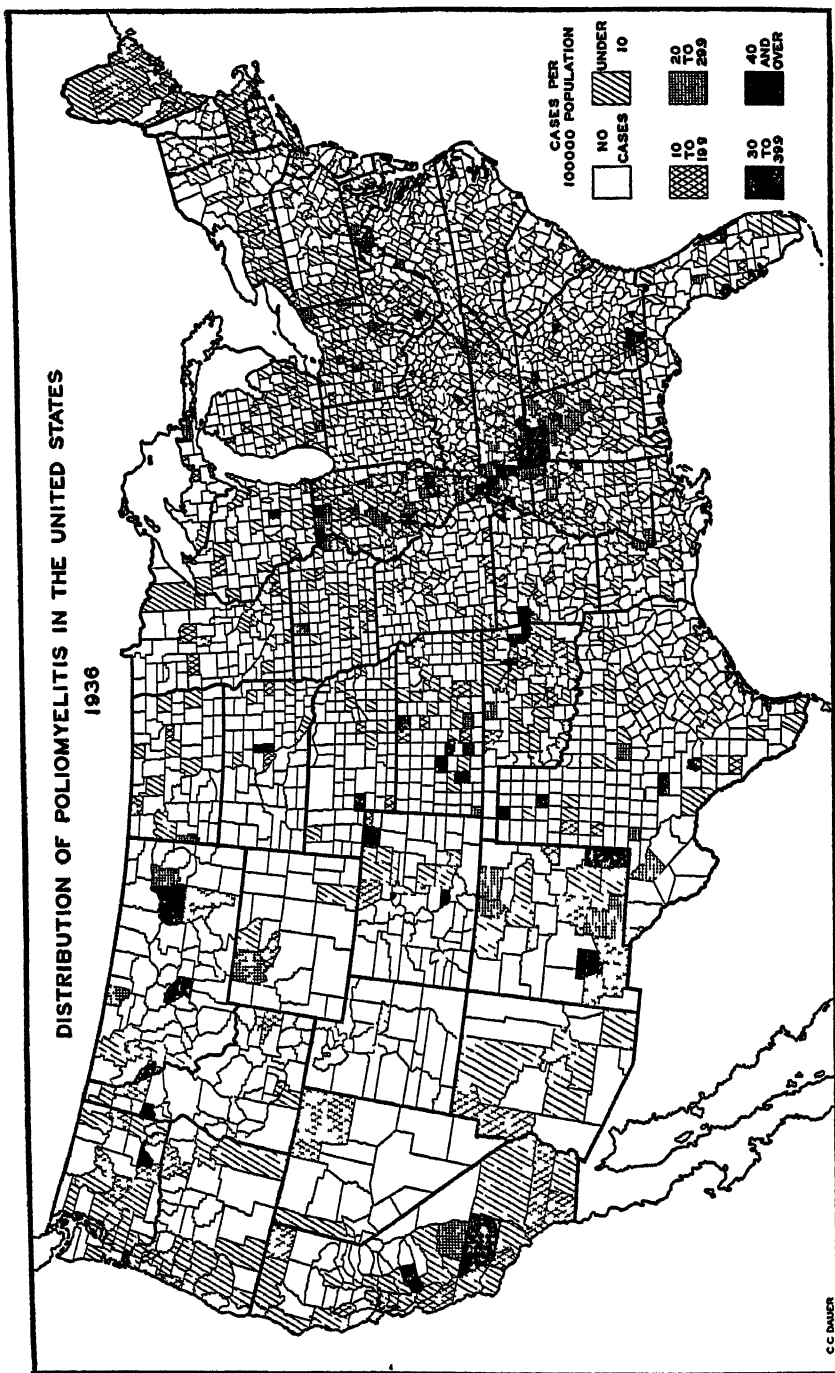 DISTRIBUTION OF POLIOMYELITIS IN THE UNITED STATES
1936
CASES PER
100000 POPULATION
NO
CASES
UNDER
10
10
TO
19.9
20
TO
29.9
30
TO
39.9
40
AND
OVER
C C DAUER